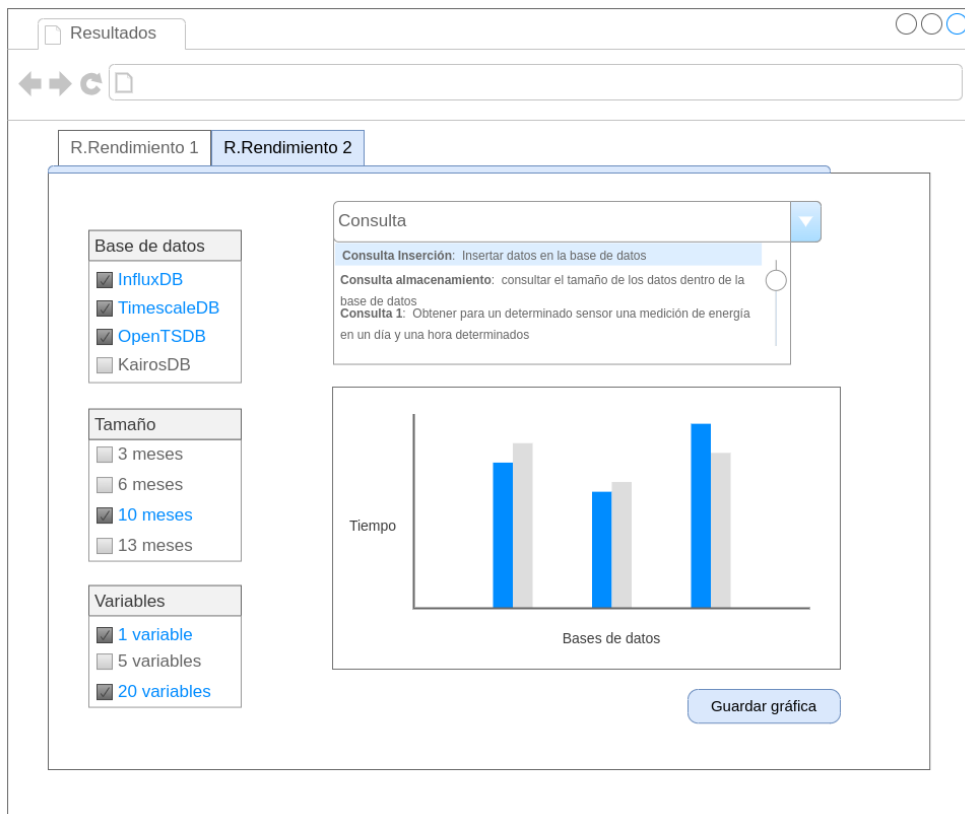 Resultados
R.Rendimiento 1
R.Rendimiento 2
Base de datos
InfluxDB
TimescaleDB
OpenTSDB
KairosDB
Tamaño
3 meses
6 meses
10 meses
13 meses
Variables
1 variable
5 variables
20 variables
Consulta
Consulta Inserción: Insertar datos en la base de datos
Consulta almacenamiento: consultar el tamaño de los datos dentro de la
base de datos
Consulta 1: Obtener para un determinado sensor una medición de energía
en un día y una hora determinados
Tiempo
Bases de datos
Guardar gráfica